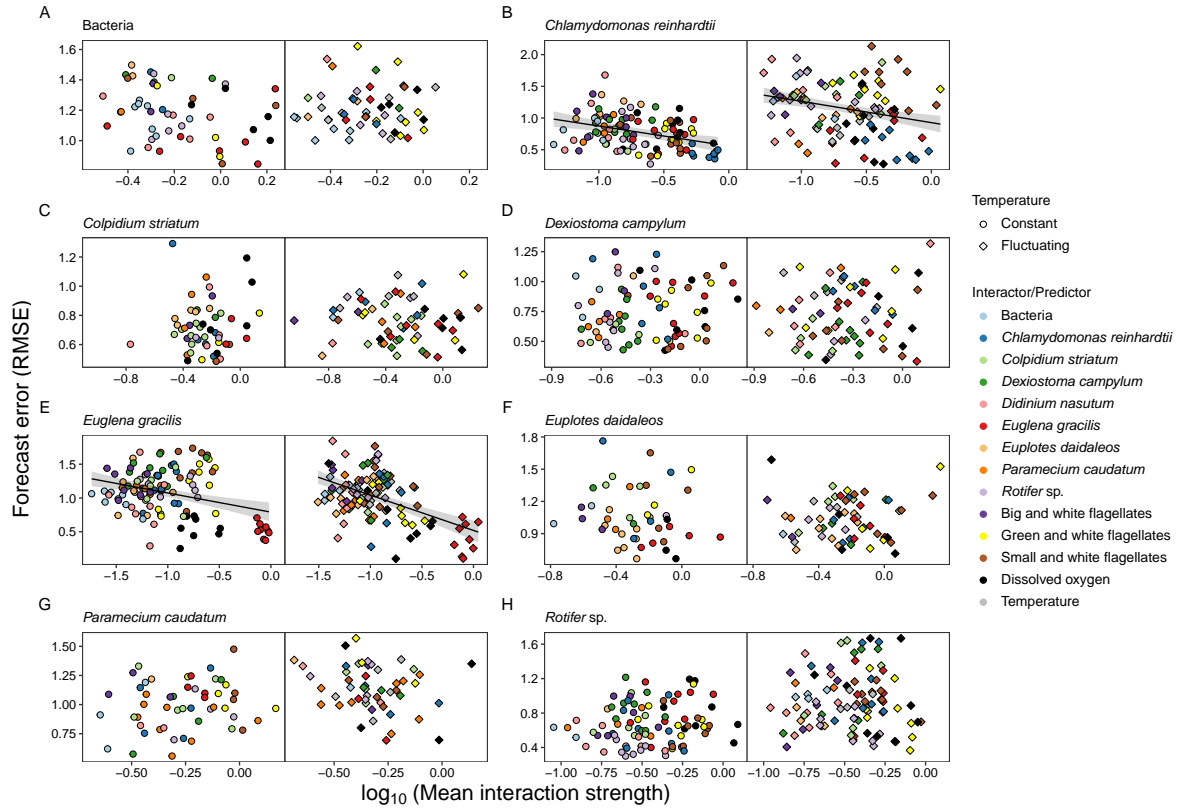 A
Bacteria
1.6
1.4
1.2
1.0
−0.4 −0.2 0.0 0.2 −0.4 −0.2 0.0 0.2
B
Chlamydomonas reinhardtii
2.0
1.5
1.0
0.5
−1.0 −0.5 0.0 −1.0 −0.5 0.0
C
Colpidium striatum
1.2
1.0
0.8
0.6
−0.8 −0.4 0.0 −0.8 −0.4 0.0
D
Dexiostoma campylum
1.25
1.00
0.75
0.50
−0.9 −0.6 −0.3 0.0 −0.9 −0.6 −0.3 0.0
E
Euglena gracilis
1.5
1.0
0.5
−1.5 −1.0 −0.5 0.0 −1.5 −1.0 −0.5 0.0
F
Euplotes daidaleos
1.8
1.5
1.2
0.9
−0.8 −0.4 0.0 −0.8 −0.4 0.0
G
Paramecium caudatum
1.50
1.25
1.00
0.75
−0.50 −0.25 0.00 −0.50 −0.25 0.00
H
Rotifer sp.
1.6
1.2
0.8
0.4
−1.00 −0.75 −0.50 −0.25 0.00 −1.00 −0.75 −0.50 −0.25 0.00
Forecast error (RMSE)
log10 (Mean interaction strength)
Temperature
Constant
Fluctuating
Interactor/Predictor
Bacteria
Chlamydomonas reinhardtii
Colpidium striatum
Dexiostoma campylum
Didinium nasutum
Euglena gracilis
Euplotes daidaleos
Paramecium caudatum
Rotifer sp.
Big and white flagellates
Green and white flagellates
Small and white flagellates
Dissolved oxygen
Temperature